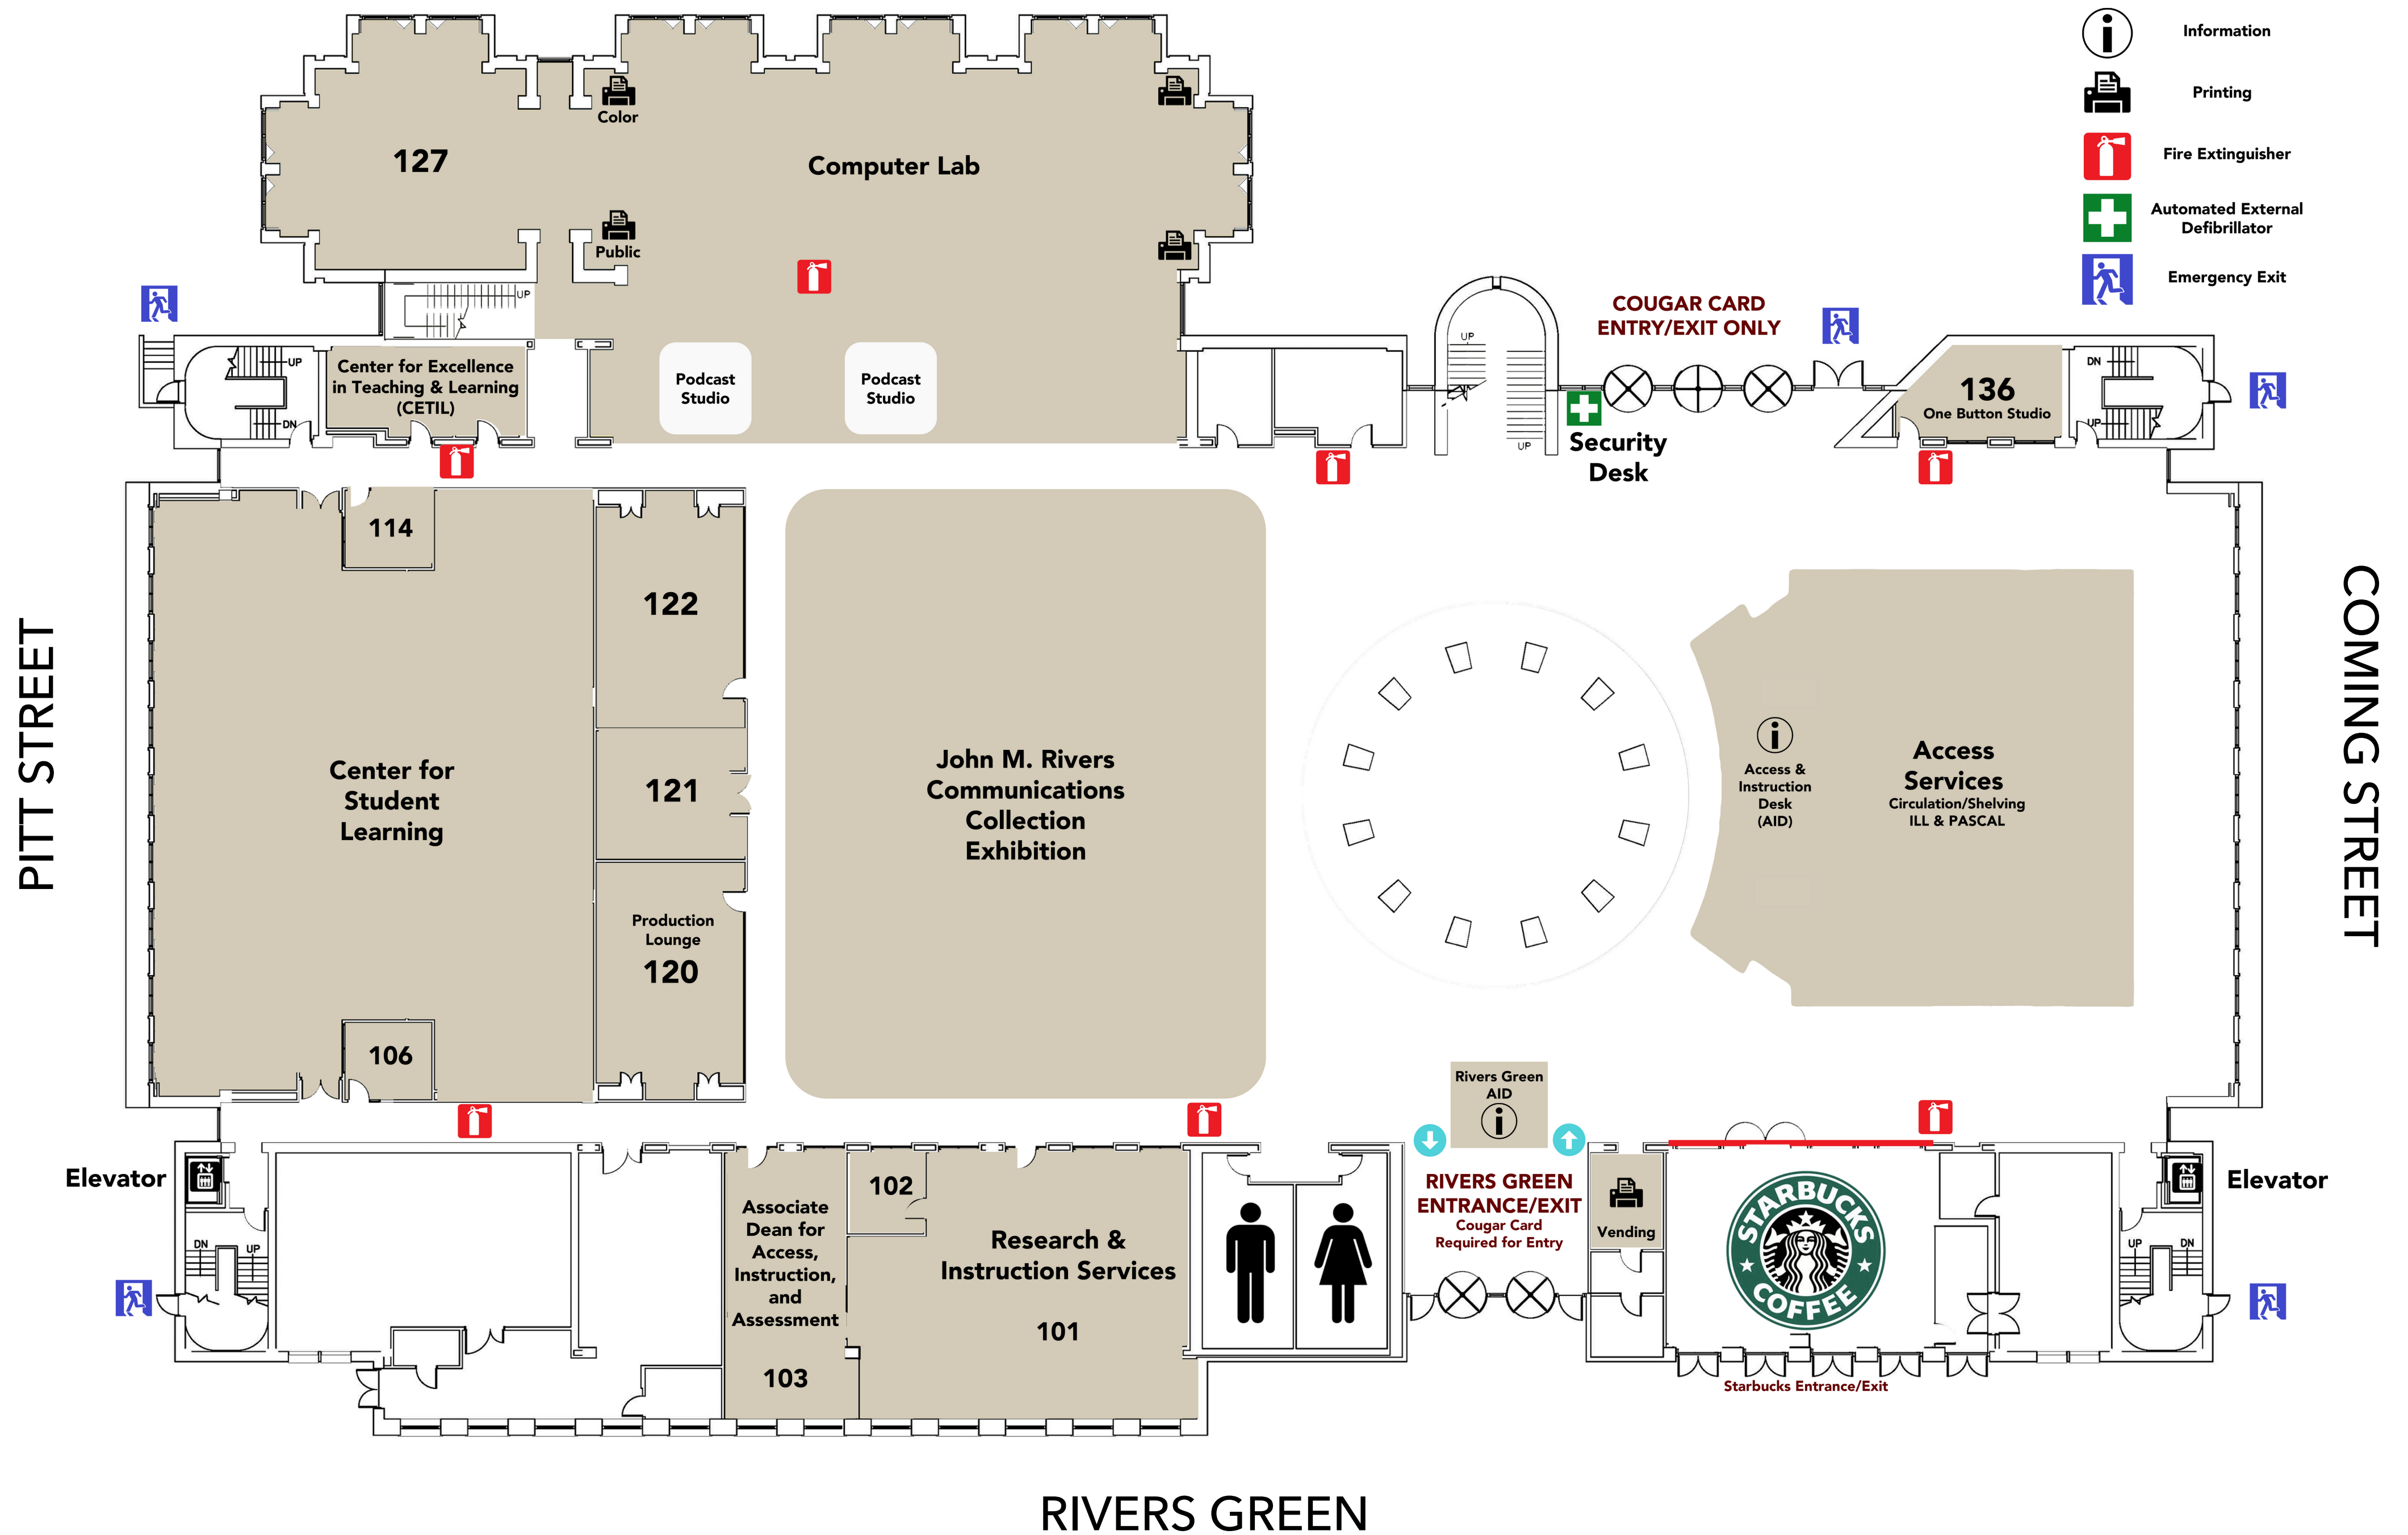 Information
Printing
Fire Extinguisher
Automated External
Defibrillator
Emergency Exit
127
Color
Computer Lab
Public
UP
COUGAR CARD
ENTRY/EXIT ONLY
UP
DN
Center for Excellence
in Teaching & Learning
(CETIL)
Podcast
Studio
Podcast
Studio
UP
UP
Security
Desk
136
One Button Studio
DN
UP
114
122
121
Production
Lounge
120
106
Center for
Student
Learning
John M. Rivers
Communications
Collection
Exhibition
Access &
Instruction
Desk
(AID)
Access
Services
Circulation/Shelving
ILL & PASCAL
PITT STREET
COMING STREET
Rivers Green
AID
Elevator
DN
UP
Associate
Dean for
Access,
Instruction,
and
Assessment
103
102
Research &
Instruction Services
101
RIVERS GREEN
ENTRANCE/EXIT
Cougar Card
Required for Entry
Vending
STARBUCKS
COFFEE
Starbucks Entrance/Exit
Elevator
UP
DN
RIVERS GREEN